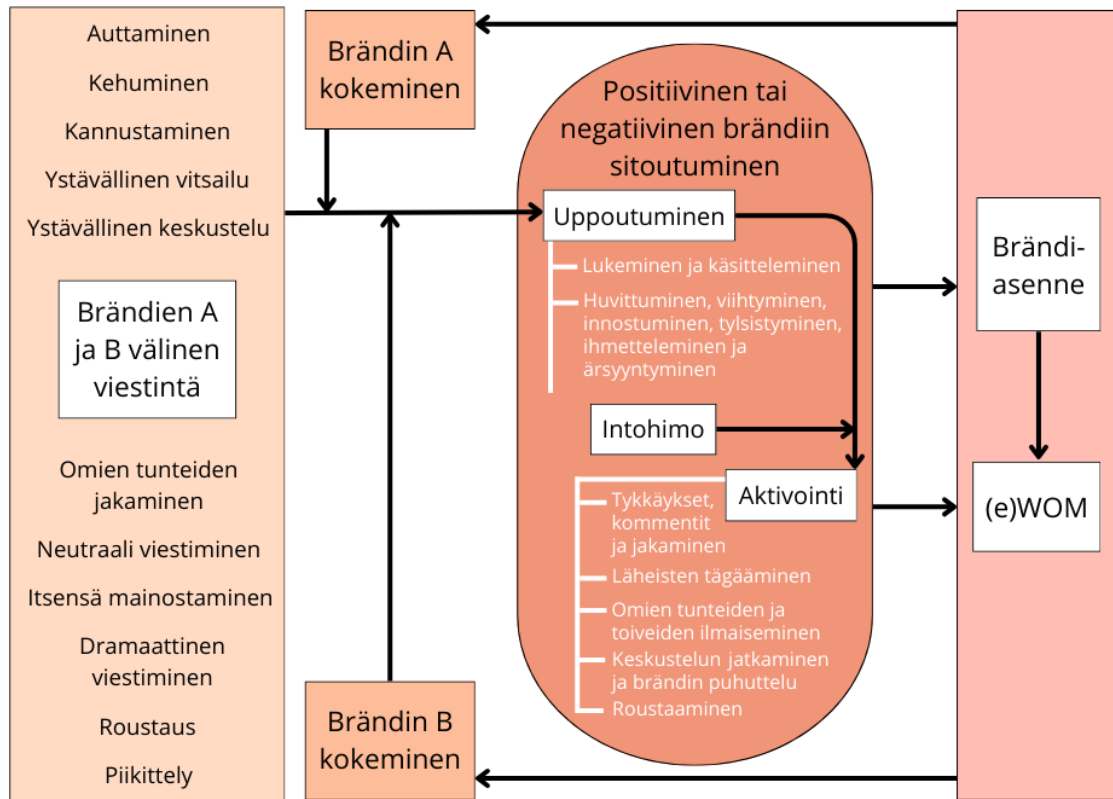 Auttaminen
Kehuminen
Kannustaminen
Ystävällinen vitsailu
Ystävällinen keskustelu
Brändien A
ja B välinen
viestintä
Omien tunteiden
jakaminen
Neutraali viestiminen
Itsensä mainostaminen
Dramaattinen
viestiminen
Roustaus
Piikittely
Brändin A
kokeminen
Brändin B
kokeminen
Positiivinen tai
negatiivinen brändiin
sitoutuminen
Uppoutuminen
Lukeminen ja käsitteleminen
Huvittuminen, viihtyminen,
innostuminen, tylsistyminen,
ihmetteleminen ja
ärsyyntyminen
Intohimo
Aktivointi
Tykkäykset,
kommentit
ja jakaminen
Läheisten tägääminen
Omien tunteiden ja
toiveiden ilmaiseminen
Keskustelun jatkaminen
ja brändin puhuttelu
Roustaaminen
Brändi-
asenne
(e)WOM